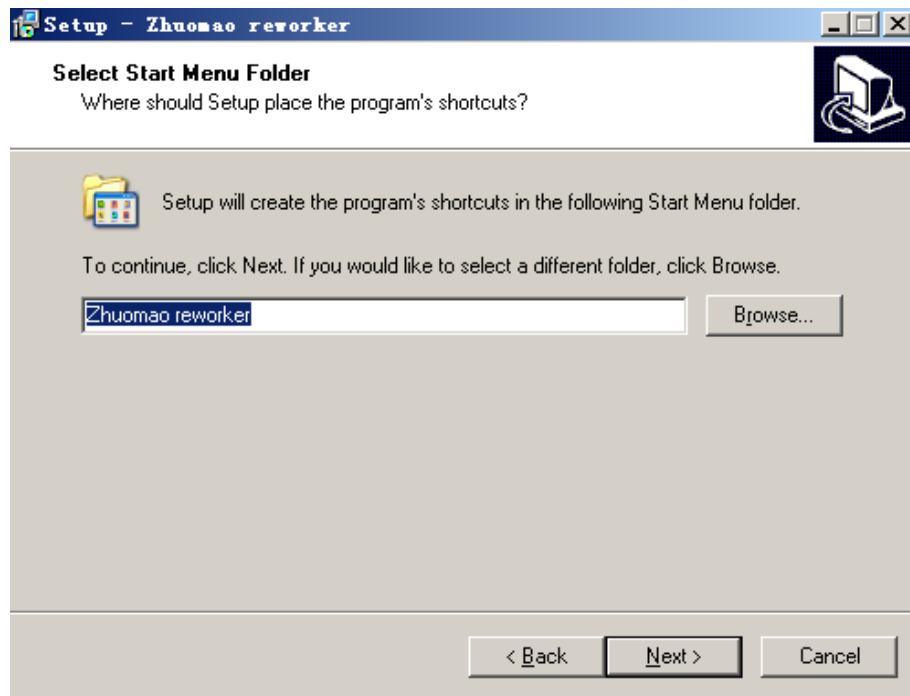 Setup - Zhuomao reworker
Select Start Menu Folder
Where should Setup place the program's shortcuts?
Setup will create the program's shortcuts in the following Start Menu folder.
To continue, click Next. If you would like to select a different folder, click Browse.
Zhuomao reworker
Browse...
< Back
Next >
Cancel